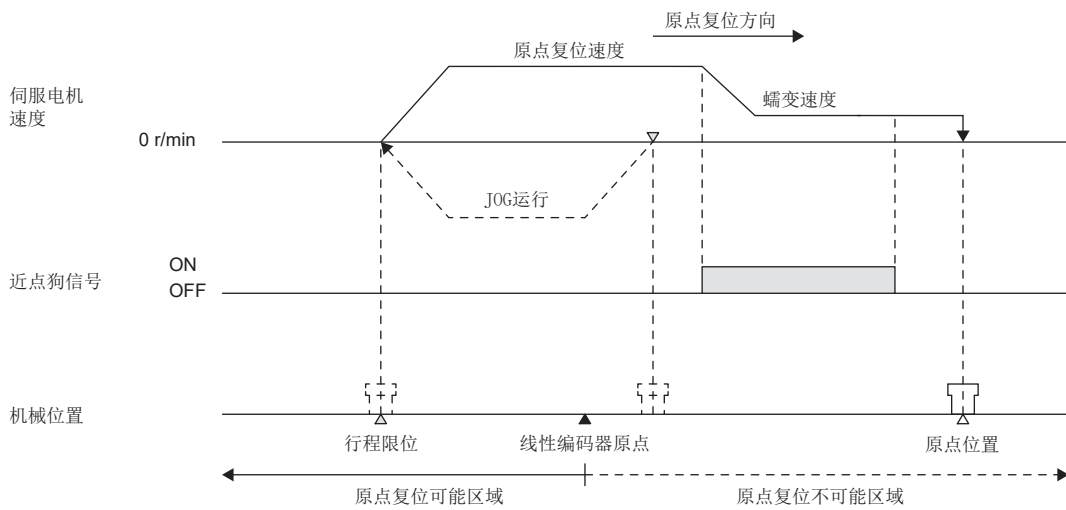 原点复位方向
原点复位速度
伺服电机
速度
蠕变速度
0 r/min
JOG运行
近点狗信号
ON
OFF
机械位置
行程限位
线性编码器原点
原点位置
原点复位可能区域
原点复位不可能区域